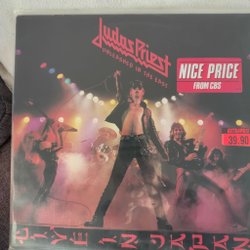 Judas Priest
UNLEASHED IN THE EAST
NICE PRICE
FROM CBS
39.90
LIVE IN JAPAN